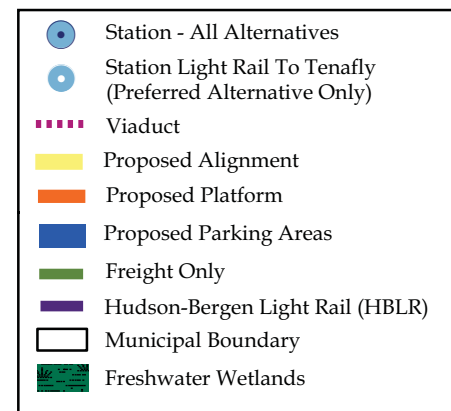 Station - All Alternatives
Station Light Rail To Tenafly
(Preferred Alternative Only)
Viaduct
Proposed Alignment
Proposed Platform
Proposed Parking Areas
Freight Only
Hudson-Bergen Light Rail (HBLR)
Municipal Boundary
Freshwater Wetlands